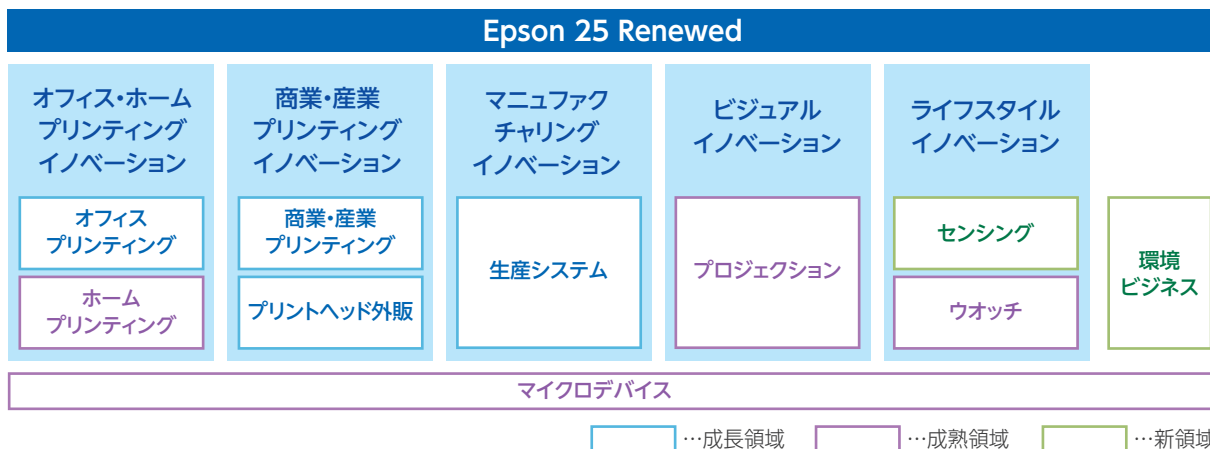 Epson 25 Renewed
オフィス・ホーム
プリンティング
イノベーション
オフィス
プリンティング
ホーム
プリンティング
商業・産業
プリンティング
イノベーション
商業・産業
プリンティング
プリントヘッド外販
マニュファク
チャリング
イノベーション
生産システム
ビジュアル
イノベーション
プロジェクション
ライフスタイル
イノベーション
センシング
ウオッチ
環境
ビジネス
マイクロデバイス
…成長領域
…成熟領域
…新領域